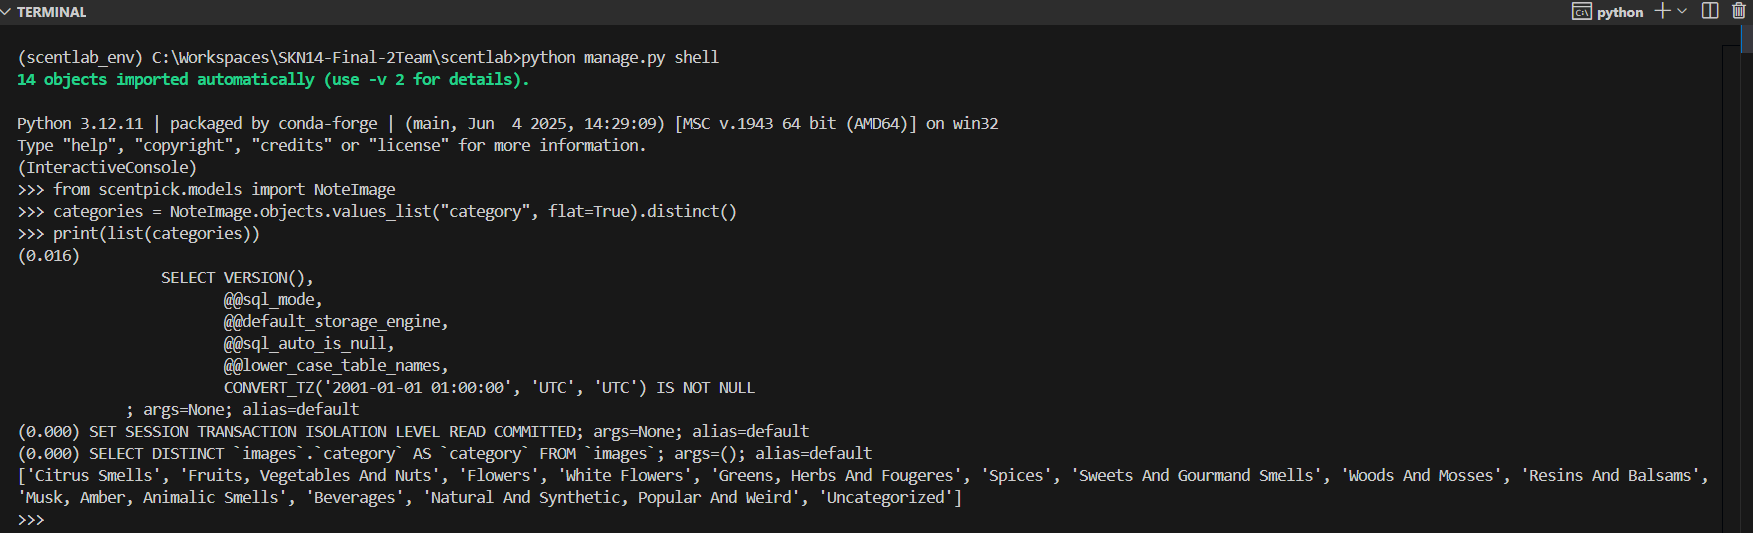 TERMINAL
python
(scentlab_env) C:\Workspaces\SKN14-Final-2Team\scentlab>python manage.py shell
14 objects imported automatically (use -v 2 for details).
Python 3.12.11 | packaged by conda-forge | (main, Jun  4 2025, 14:29:09) [MSC v.1943 64 bit (AMD64)] on win32
Type "help", "copyright", "credits" or "license" for more information.
(InteractiveConsole)
>>> from scentpick.models import NoteImage
>>> categories = NoteImage.objects.values_list("category", flat=True).distinct()
>>> print(list(categories))
(0.016)
SELECT VERSION(),
@@sql_mode,
@@default_storage_engine,
@@sql_auto_is_null,
@@lower_case_table_names,
CONVERT_TZ('2001-01-01 01:00:00', 'UTC', 'UTC') IS NOT NULL
; args=None; alias=default
(0.000) SET SESSION TRANSACTION ISOLATION LEVEL READ COMMITTED; args=None; alias=default
(0.000) SELECT DISTINCT `images`.`category` AS `category` FROM `images`; args=(); alias=default
['Citrus Smells', 'Fruits, Vegetables And Nuts', 'Flowers', 'White Flowers', 'Greens, Herbs And Fougeres', 'Spices', 'Sweets And Gourmand Smells', 'Woods And Mosses', 'Resins And Balsams',
'Musk, Amber, Animalic Smells', 'Beverages', 'Natural And Synthetic, Popular And Weird', 'Uncategorized']
>>>